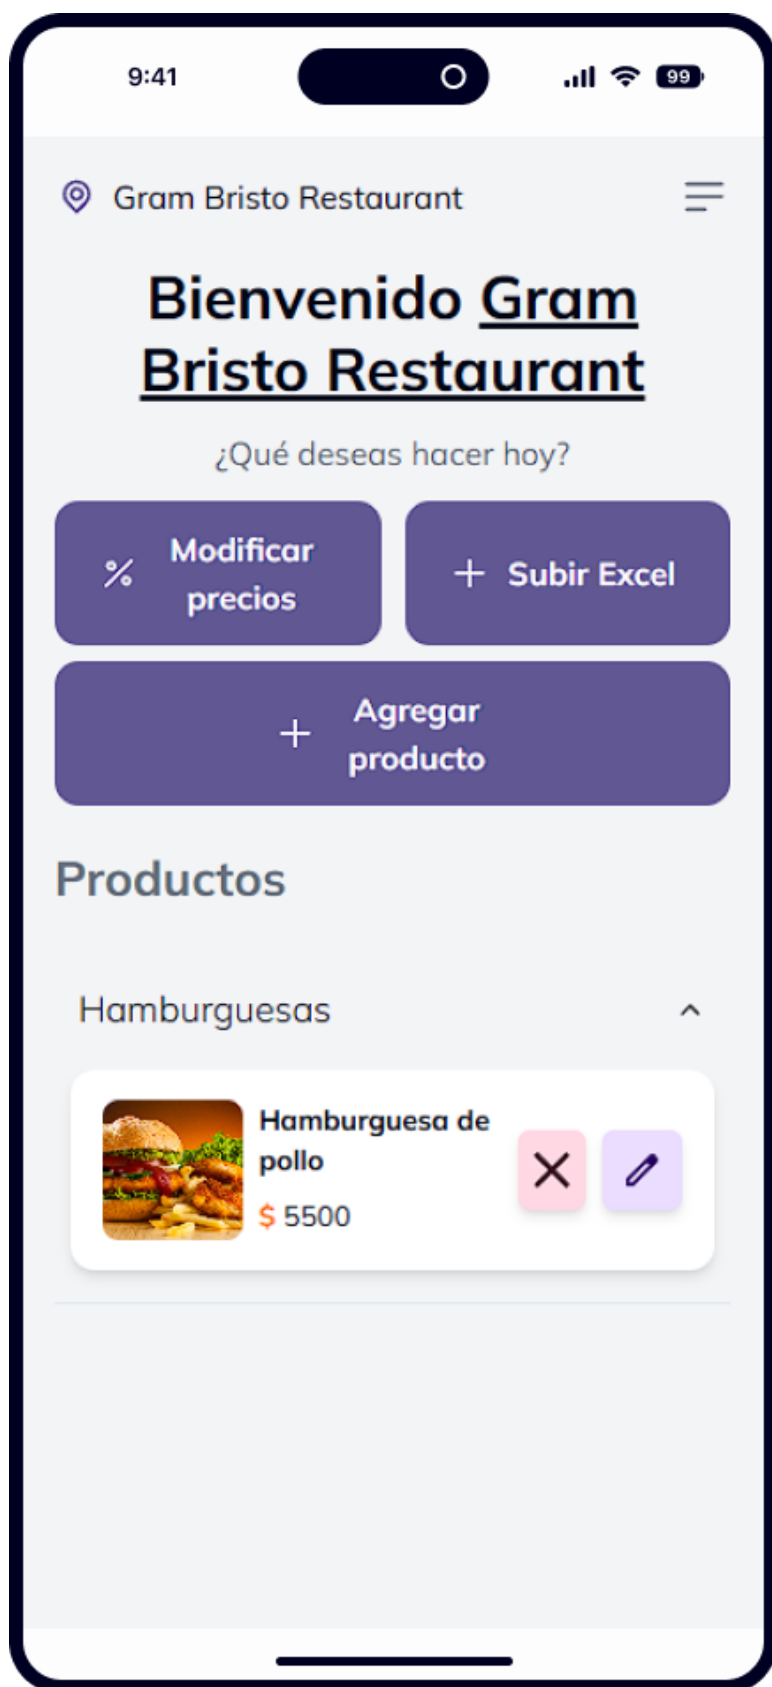 9:41
99
Gram Bristo Restaurant
Bienvenido Gram
Bristo Restaurant
¿Qué deseas hacer hoy?
Modificar
precios
Subir Excel
Agregar
producto
Productos
Hamburguesas
Hamburguesa de
pollo
$ 5500